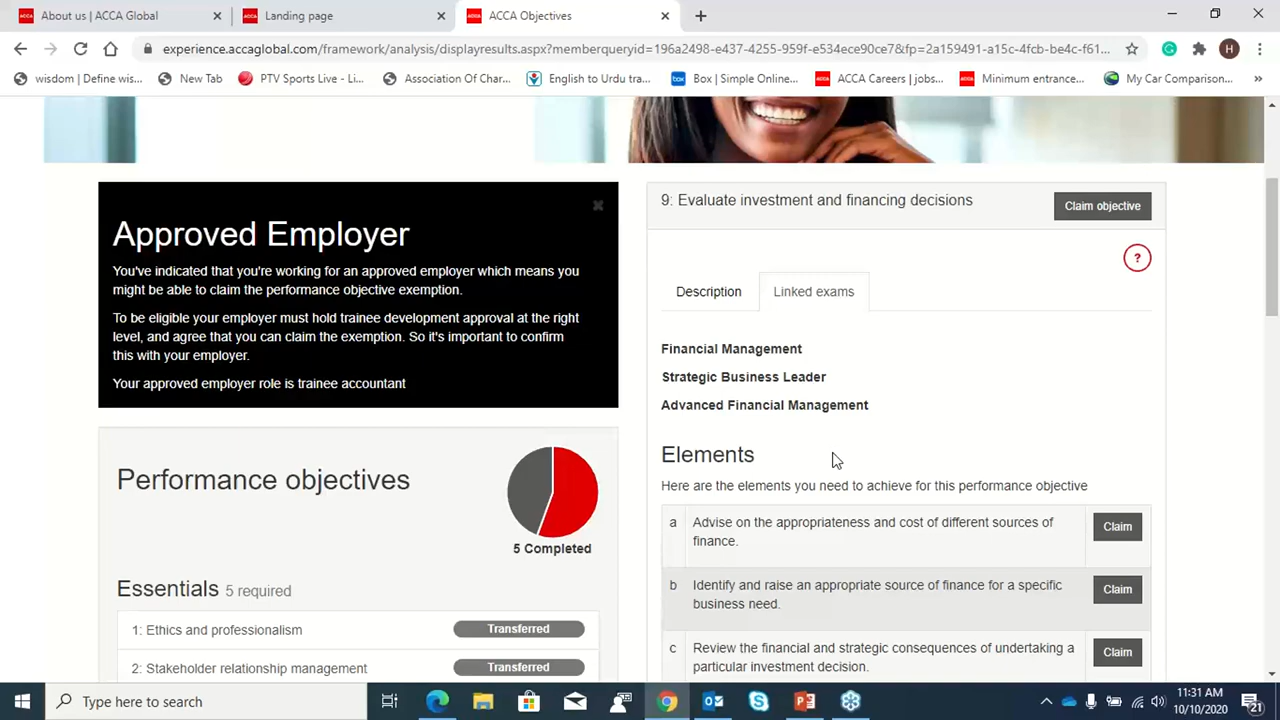 About us | ACCA Global
Landing page
ACCA Objectives
experience.accaglobal.com/framework/analysis/displayresults.aspx?memberqueryid=196a2498-e437-4255-959f-e534ece90ce7&fp=2a159491-a15c-4fcb-be4c-f61...
H
wisdom | Define wis...
New Tab
PTV Sports Live - Li...
Association Of Char...
English to Urdu tra...
box
Box | Simple Online...
ACCA Careers | jobs...
Minimum entrance...
My Car Comparison...
»
Approved Employer
You've indicated that you're working for an approved employer which means you
might be able to claim the performance objective exemption.
To be eligible your employer must hold trainee development approval at the right
level, and agree that you can claim the exemption. So it's important to confirm
this with your employer.
Your approved employer role is trainee accountant
Performance objectives
5 Completed
Essentials 5 required
1: Ethics and professionalism
Transferred
2: Stakeholder relationship management
Transferred
9: Evaluate investment and financing decisions
Claim objective
?
Description
Linked exams
Financial Management
Strategic Business Leader
Advanced Financial Management
Elements
Here are the elements you need to achieve for this performance objective
a Advise on the appropriateness and cost of different sources of
finance.
Claim
b Identify and raise an appropriate source of finance for a specific
business need.
Claim
c Review the financial and strategic consequences of undertaking a
particular investment decision.
Claim
Type here to search
11:31 AM
10/10/2020
21